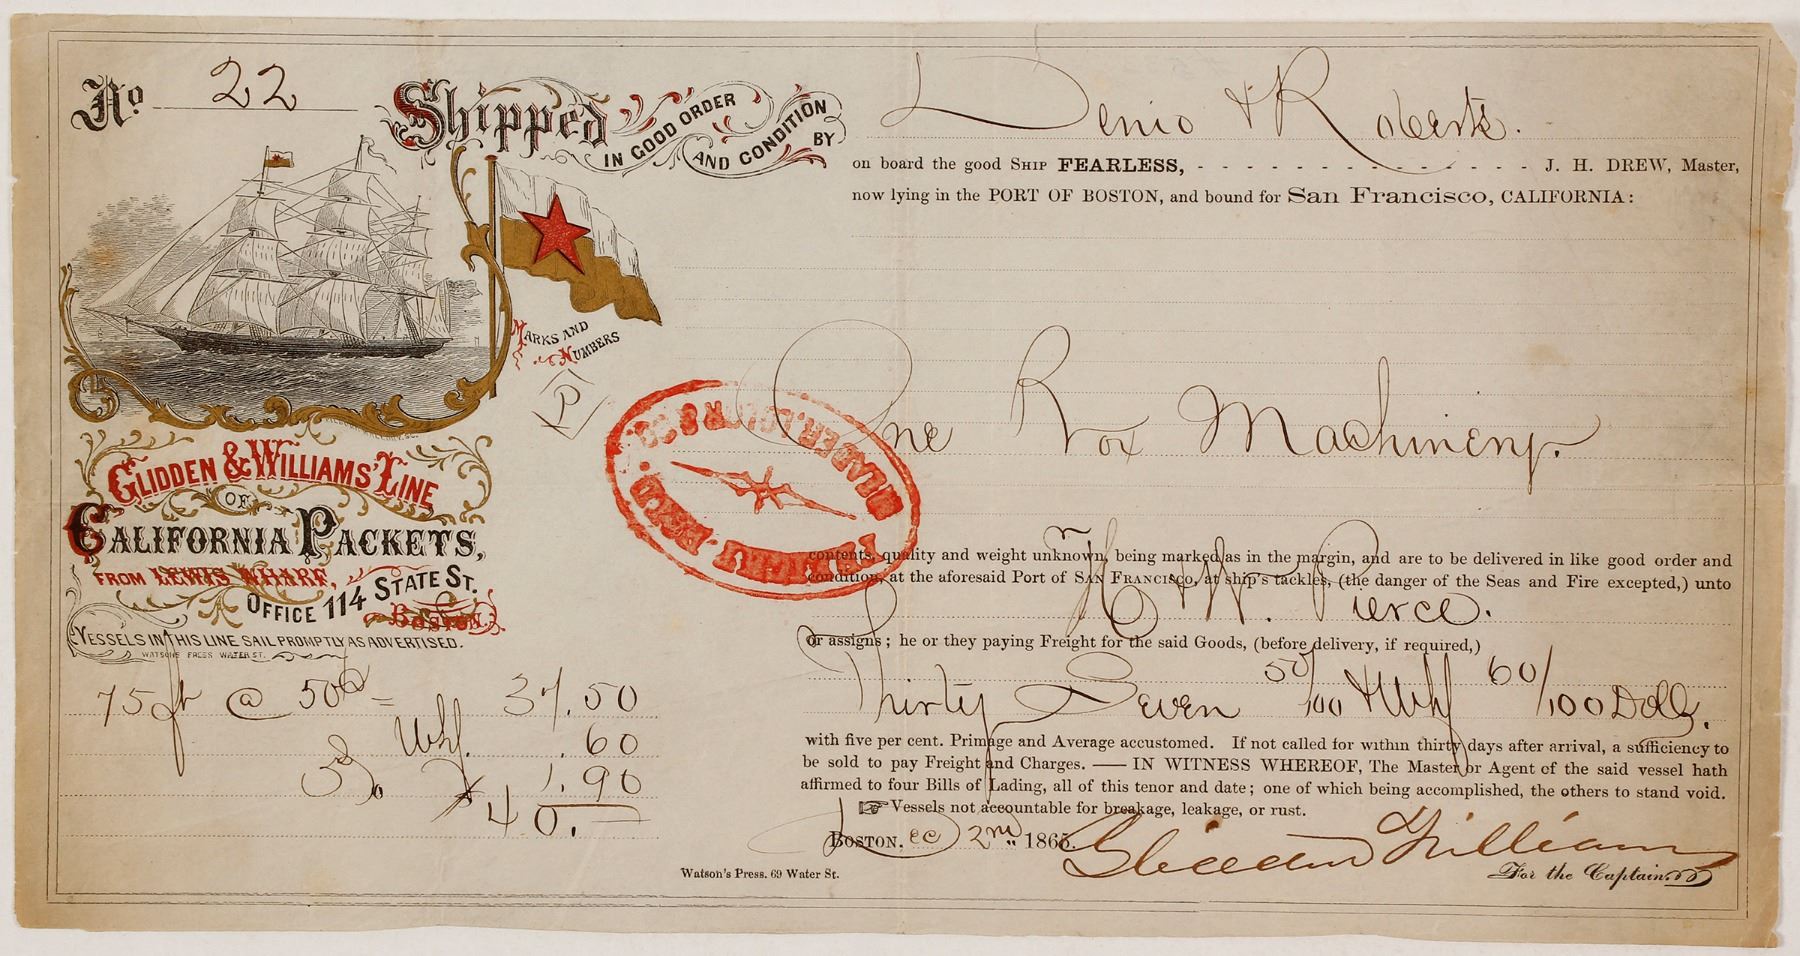 No 22
Shipped IN GOOD ORDER AND CONDITION BY Denio & Roberts.
on board the good SHIP FEARLESS, - - - - - - - - - - - - - - - J. H. DREW, Master,
now lying in the PORT OF BOSTON, and bound for San Francisco, CALIFORNIA:
MARKS AND
NUMBERS
P
One Box Machinery.
GLIDDEN & WILLIAMS' LINE
OF
CALIFORNIA PACKETS,
FROM LEWIS WHARF,
OFFICE 114 STATE ST.
BOSTON.
VESSELS IN THIS LINE SAIL PROMPTLY AS ADVERTISED.
WATSONS PRESS WATER ST.
contents, quality and weight unknown, being marked as in the margin, and are to be delivered in like good order and
condition, at the aforesaid Port of SAN FRANCISCO, at ship's tackles, (the danger of the Seas and Fire excepted,) unto
H & W. Pierce.
or assigns; he or they paying Freight for the said Goods, (before delivery, if required,)
Thirty Seven 50/100 & Whf 60/100 Dolls.
with five per cent. Primage and Average accustomed. If not called for within thirty days after arrival, a sufficiency to
be sold to pay Freight and Charges. — IN WITNESS WHEREOF, The Master or Agent of the said vessel hath
affirmed to four Bills of Lading, all of this tenor and date; one of which being accomplished, the others to stand void.
Vessels not accountable for breakage, leakage, or rust.
BOSTON. Dec 2nd 1865.
Glidden & Williams
For the Captain.
75 ft @ 50c = 37.50
Whf. .60
1.90
40.
Watson's Press. 69 Water St.